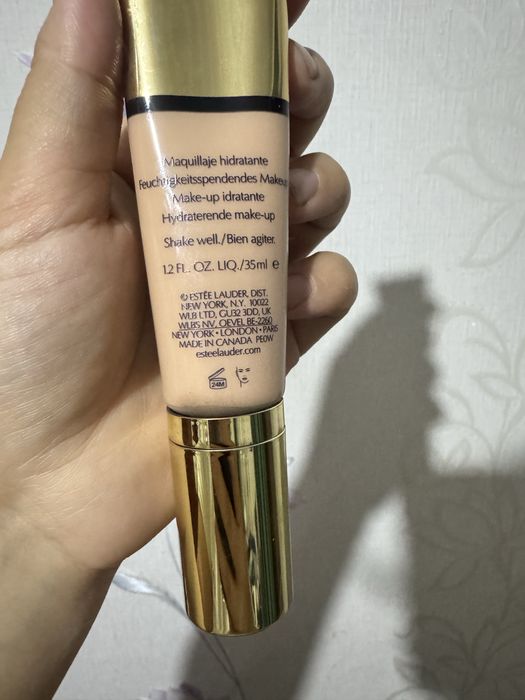 Maquillaje hidratante
Feuchtigkeitsspendendes Makeup
Make-up idratante
Hydraterende make-up
Shake well./Bien agiter.
1.2 FL. OZ. LIQ./35ml e
© ESTĒE LAUDER, DIST.
NEW YORK, N.Y. 10022
WLB LTD, GU32 3DD, UK
WLBS NV, OEVEL BE-2260
NEW YORK • LONDON • PARIS
MADE IN CANADA PE0W
esteelauder.com
24M